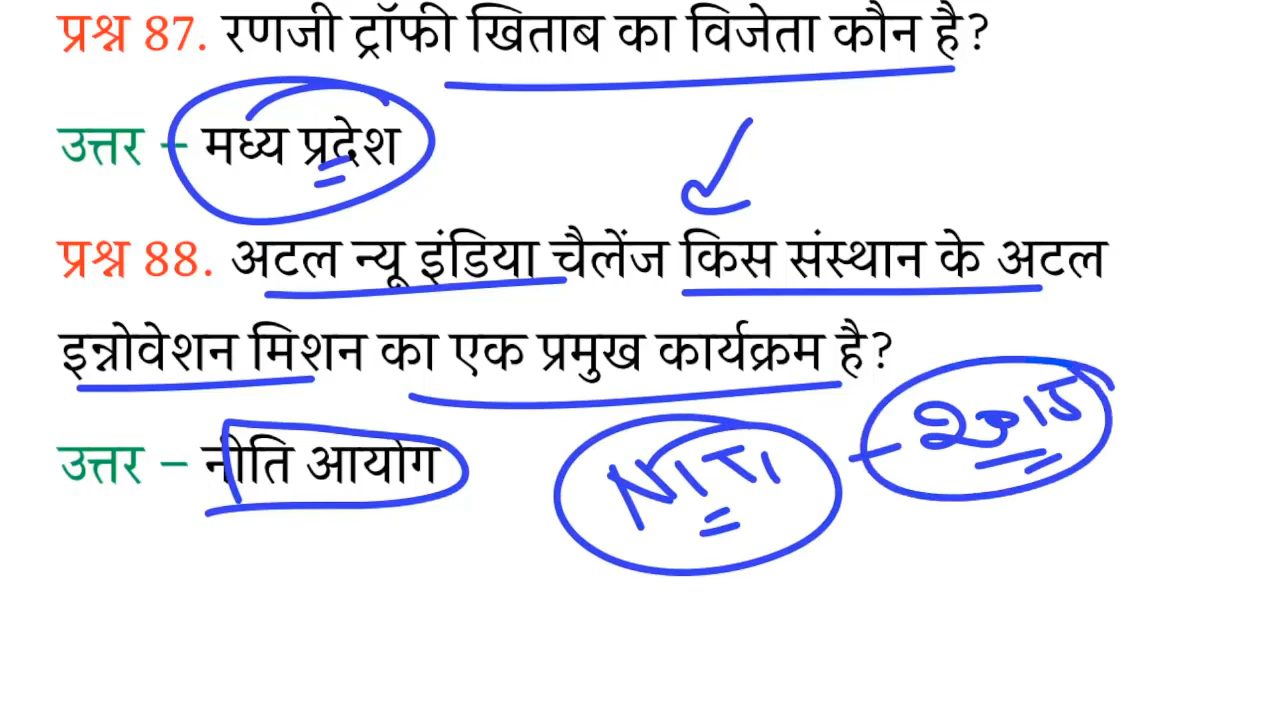 प्रश्न 87. रणजी ट्रॉफी खिताब का विजेता कौन है?
उत्तर – मध्य प्रदेश
प्रश्न 88. अटल न्यू इंडिया चैलेंज किस संस्थान के अटल
इन्नोवेशन मिशन का एक प्रमुख कार्यक्रम है?
उत्तर – नीति आयोग
NITI – 2015